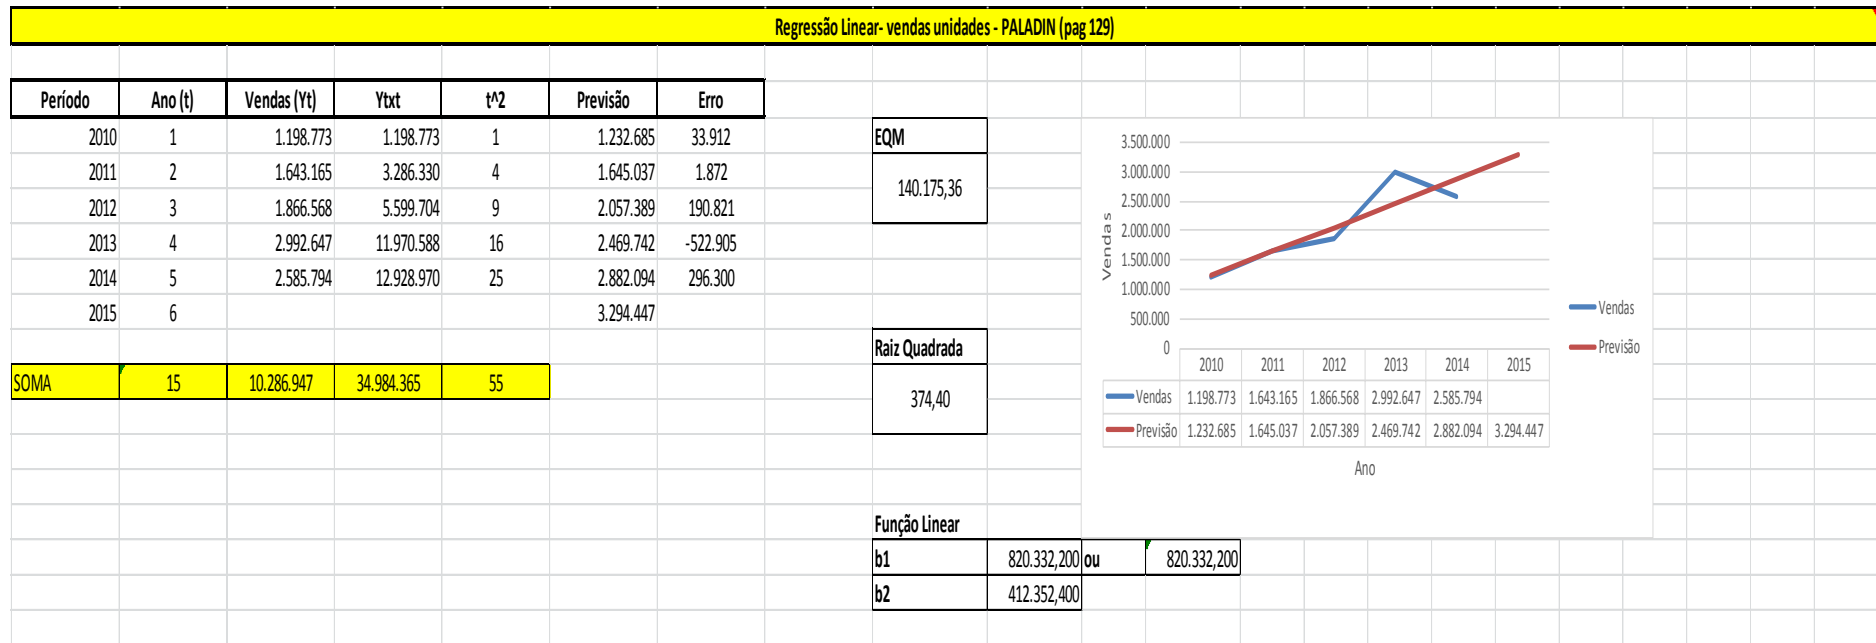 Regressão Linear- vendas unidades - PALADIN (pag 129)
Período Ano (t) Vendas (Yt) Ytxt t^2 Previsão Erro
2010 1 1.198.773 1.198.773 1 1.232.685 33.912
2011 2 1.643.165 3.286.330 4 1.645.037 1.872
2012 3 1.866.568 5.599.704 9 2.057.389 190.821
2013 4 2.992.647 11.970.588 16 2.469.742 -522.905
2014 5 2.585.794 12.928.970 25 2.882.094 296.300
2015 6 3.294.447
SOMA 15 10.286.947 34.984.365 55
EQM
140.175,36
Raiz Quadrada
374,40
Vendas
3.500.000
3.000.000
2.500.000
2.000.000
1.500.000
1.000.000
500.000
0
2010 2011 2012 2013 2014 2015
Vendas 1.198.773 1.643.165 1.866.568 2.992.647 2.585.794
Previsão 1.232.685 1.645.037 2.057.389 2.469.742 2.882.094 3.294.447
Ano
Vendas
Previsão
Função Linear
b1 820.332,200 ou 820.332,200
b2 412.352,400